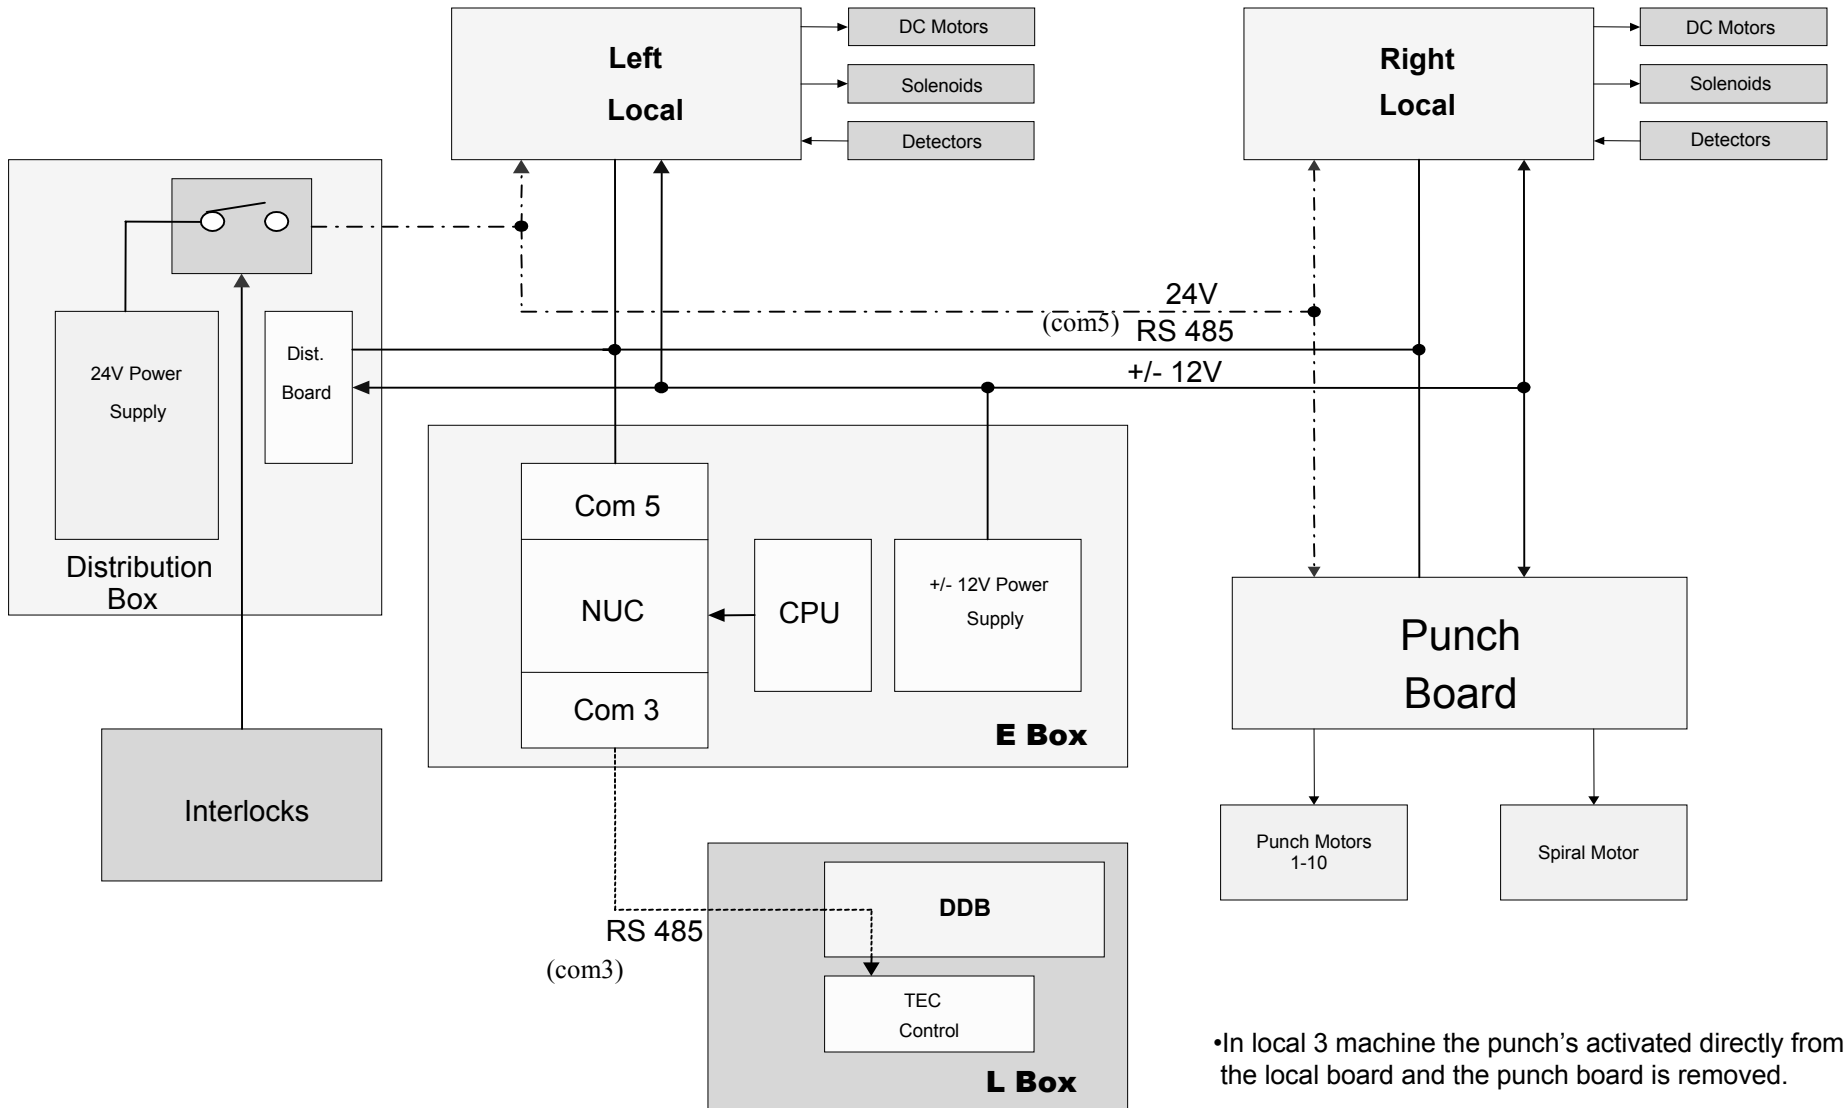 Left
Local
DC Motors
Solenoids
Detectors
Right
Local
DC Motors
Solenoids
Detectors
24V
(com5) RS 485
+/- 12V
24V Power
Supply
Dist.
Board
Distribution
Box
Interlocks
Com 5
NUC
Com 3
CPU
+/- 12V Power
Supply
E Box
Punch
Board
Punch Motors
1-10
Spiral Motor
RS 485
(com3)
DDB
TEC
Control
L Box
•In local 3 machine the punch’s activated directly from
the local board and the punch board is removed.